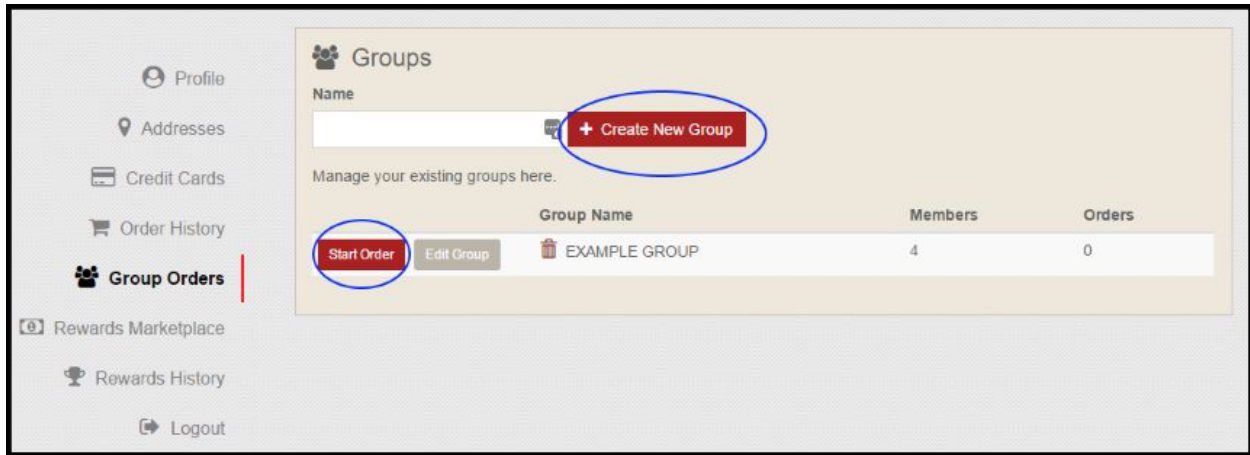 Profile
Addresses
Credit Cards
Order History
Group Orders
Rewards Marketplace
Rewards History
Logout
Groups
Name
+ Create New Group
Manage your existing groups here.
Group Name Members Orders
Start Order Edit Group EXAMPLE GROUP 4 0